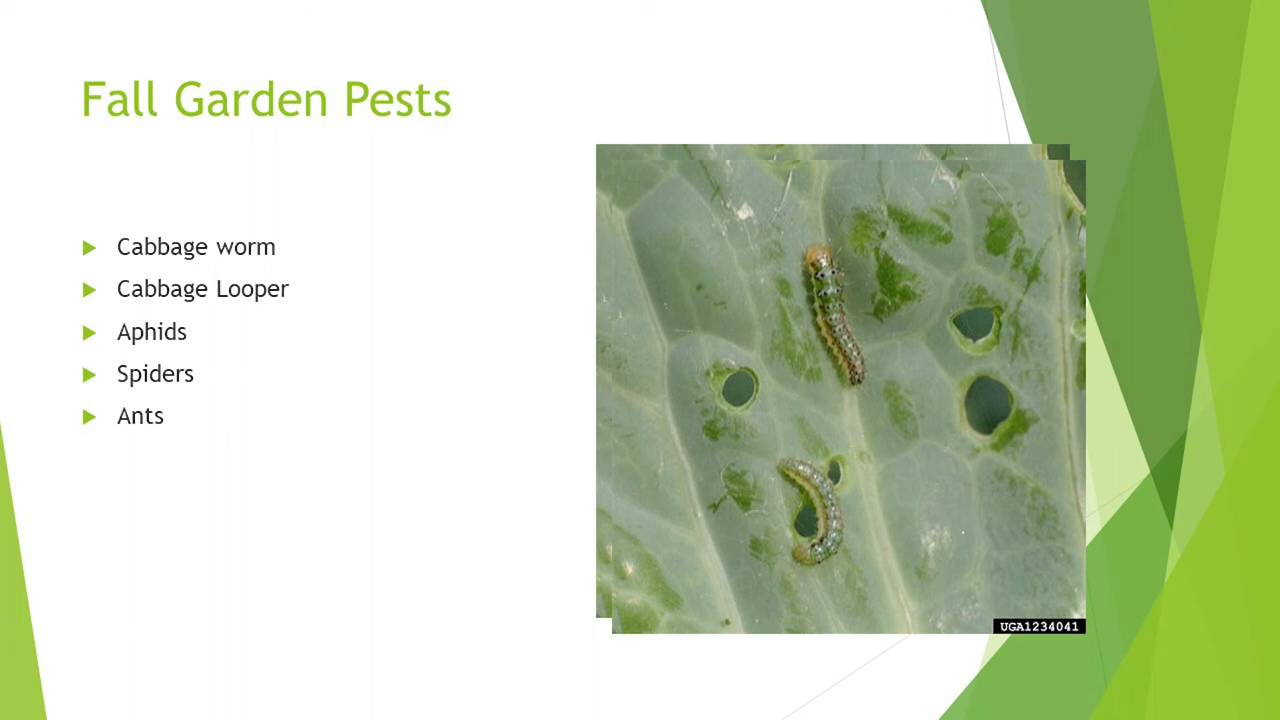 Fall Garden Pests
Cabbage worm
Cabbage Looper
Aphids
Spiders
Ants
UGA1234041